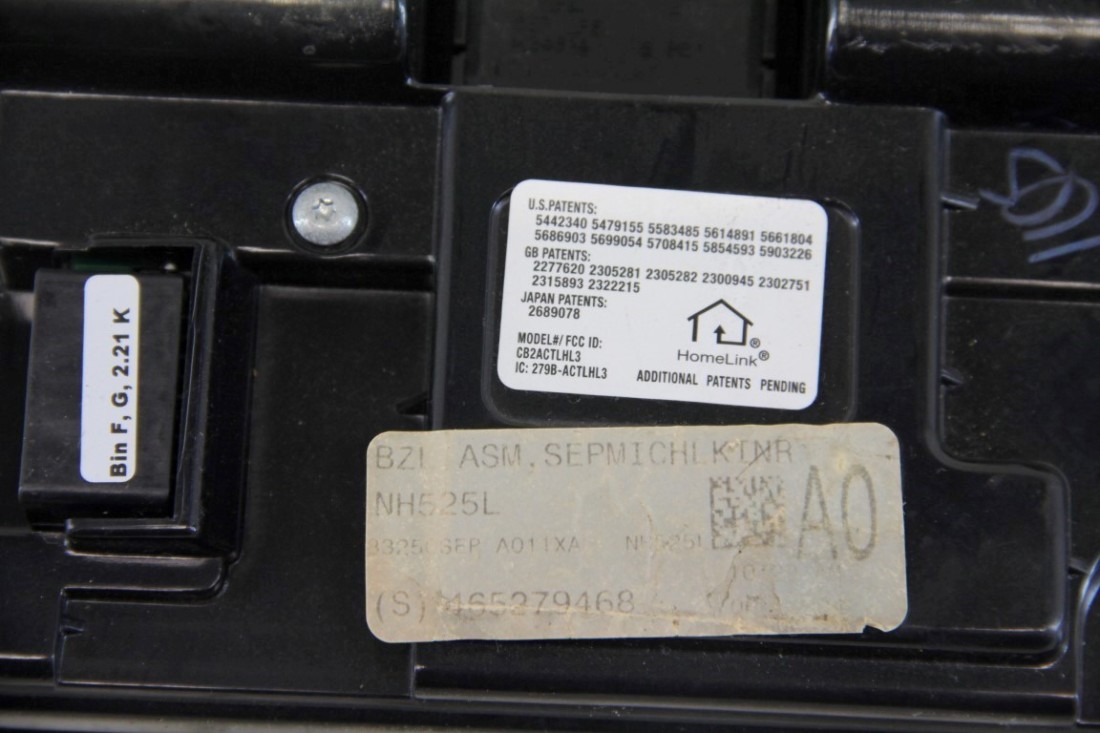 U.S.PATENTS:
5442340 5479155 5583485 5614891 5661804
5686903 5699054 5708415 5854593 5903226
GB PATENTS:
2277620 2305281 2305282 2300945 2302751
2315893 2322215
JAPAN PATENTS:
2689078
MODEL#/ FCC ID:
CB2ACTLHL3
IC: 279B-ACTLHL3
HomeLink®
ADDITIONAL PATENTS PENDING
Bin F, G, 2.21 K
BZL ASM,SEPMICHLKTNR
NH525L
A0
(S) 465279468